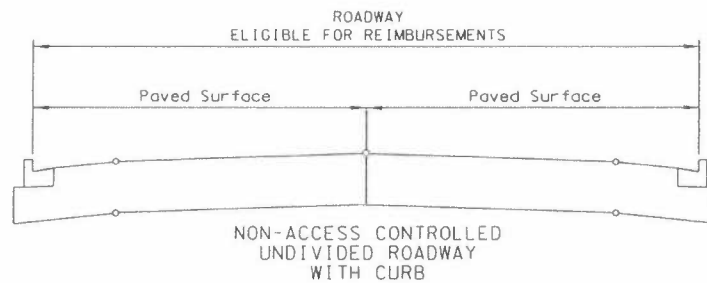 ROADWAY
ELIGIBLE FOR REIMBURSEMENTS
Paved Surface
Paved Surface
NON-ACCESS CONTROLLED
UNDIVIDED ROADWAY
WITH CURB